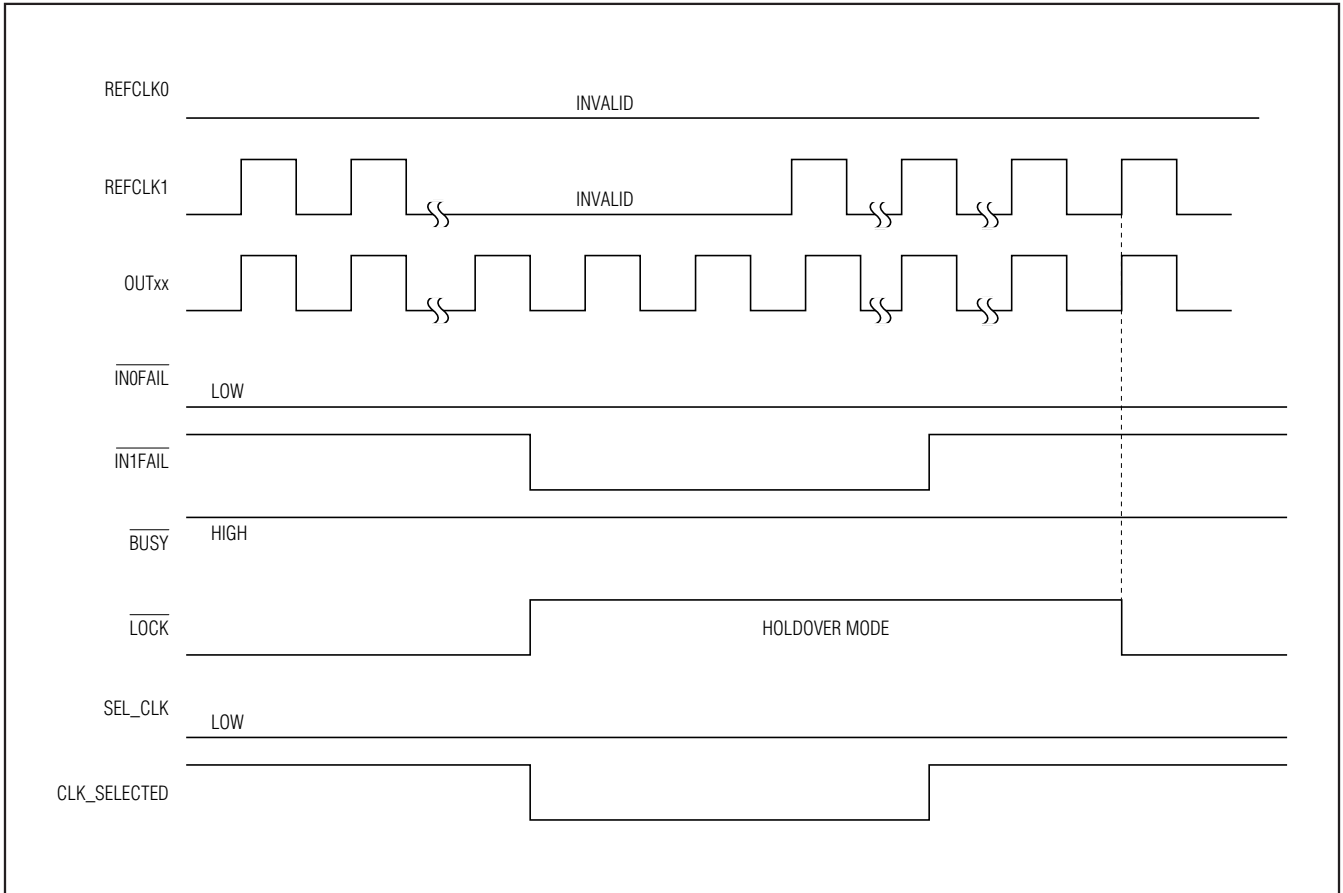 REFCLK0
INVALID
REFCLK1
INVALID
OUTxx
IN0FAIL
LOW
IN1FAIL
BUSY
HIGH
LOCK
HOLDOVER MODE
SEL_CLK
LOW
CLK_SELECTED